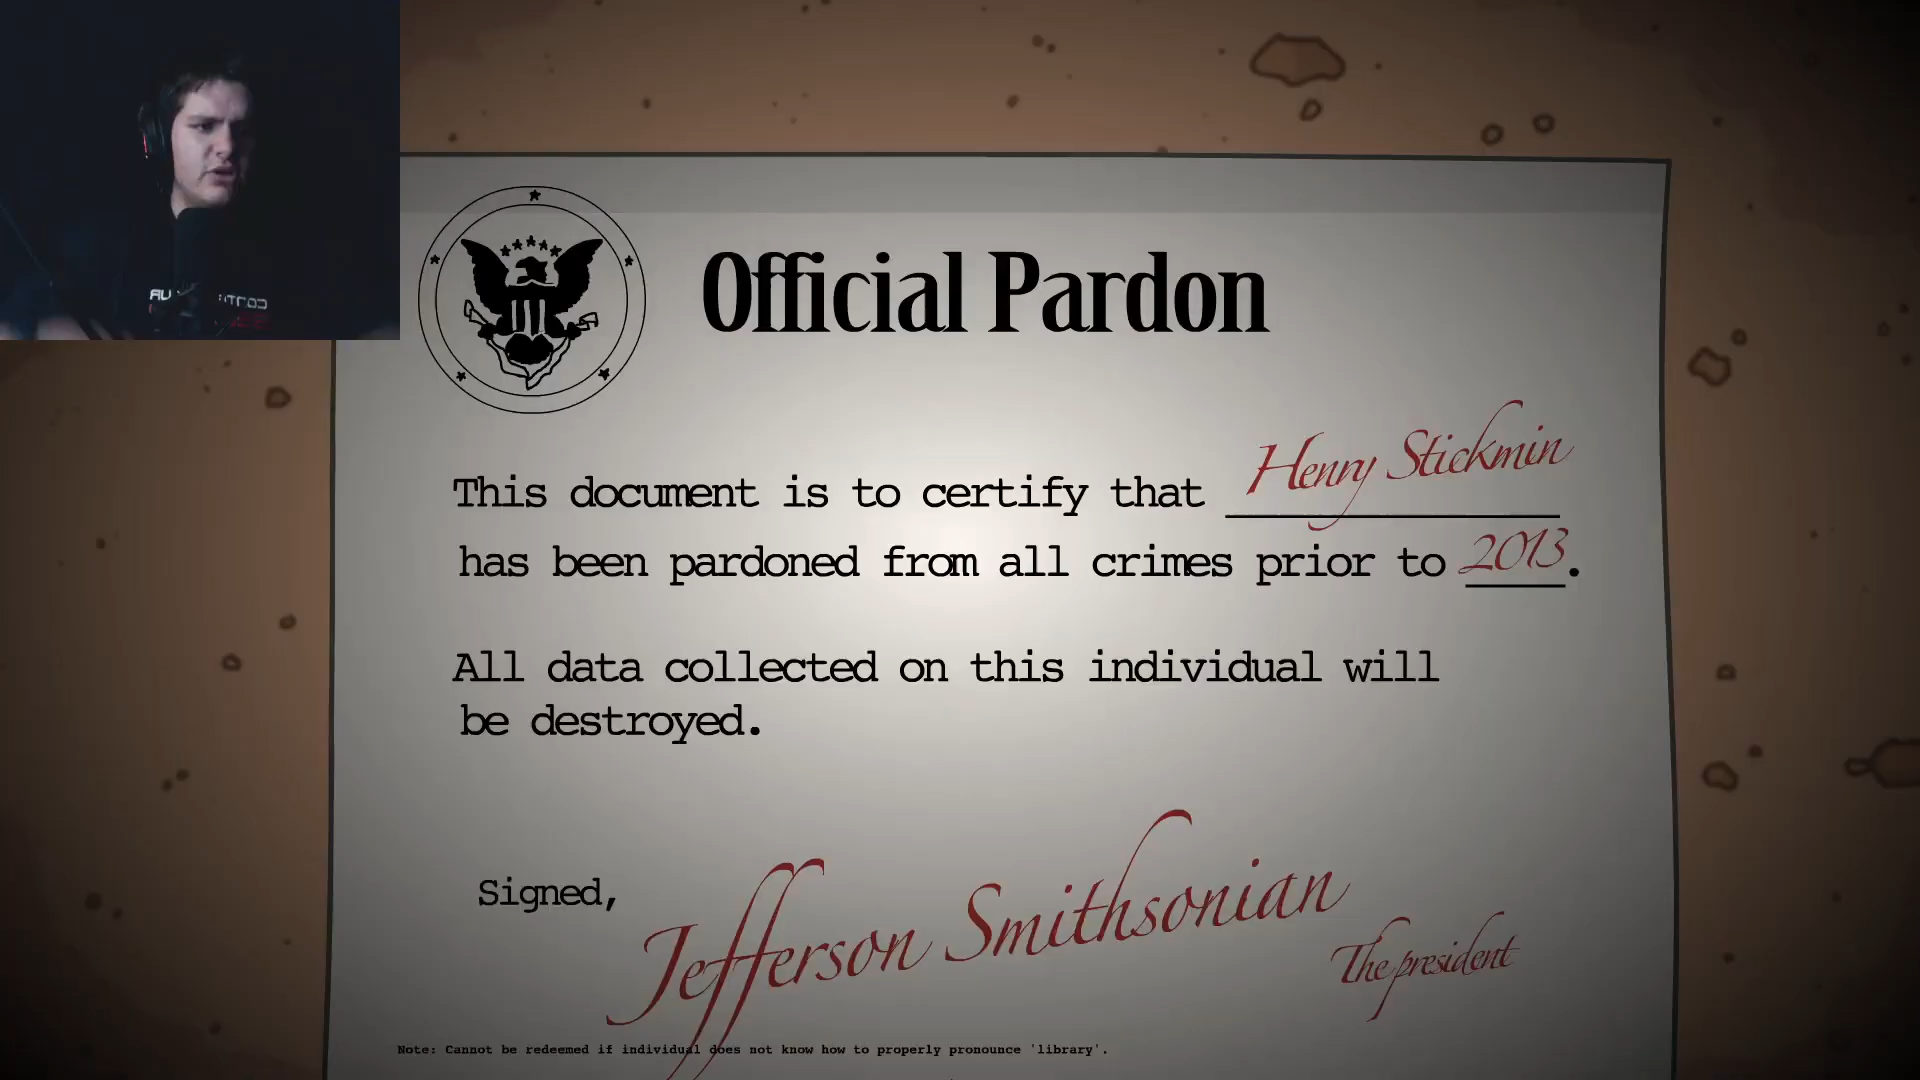 Official Pardon
This document is to certify that Henry Stickmin
has been pardoned from all crimes prior to 2013.
All data collected on this individual will
be destroyed.
Signed, Jefferson Smithsonian
The president
Note: Cannot be redeemed if individual does not know how to properly pronounce 'library'.